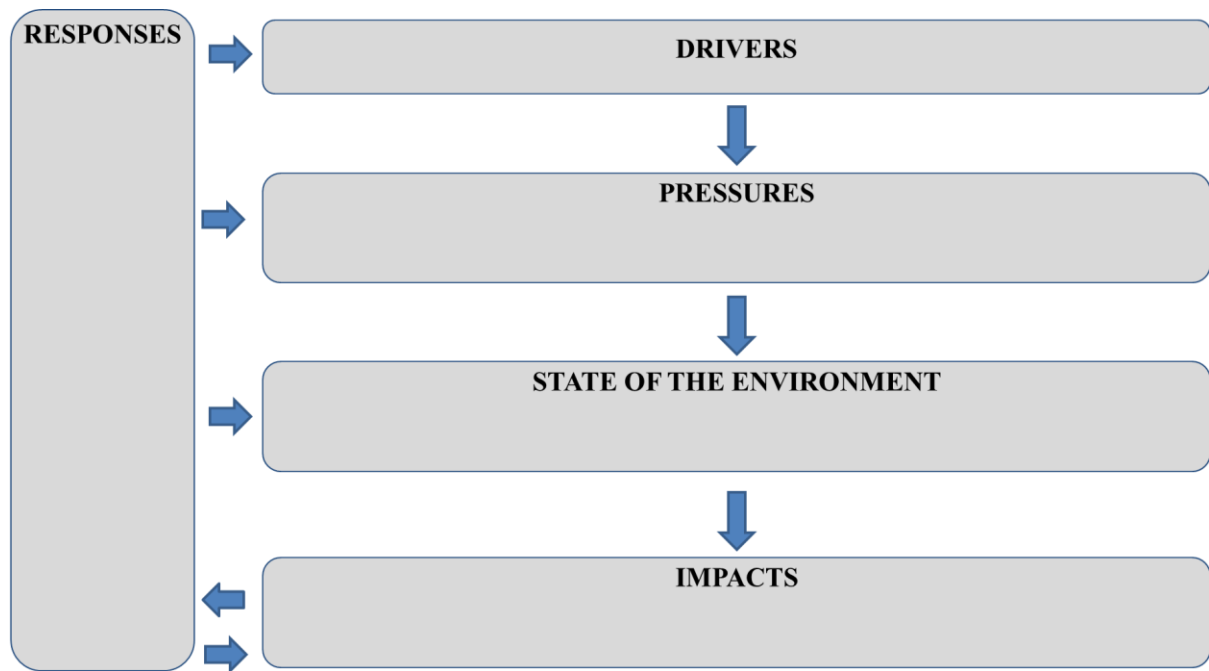 RESPONSES
DRIVERS
PRESSURES
STATE OF THE ENVIRONMENT
IMPACTS